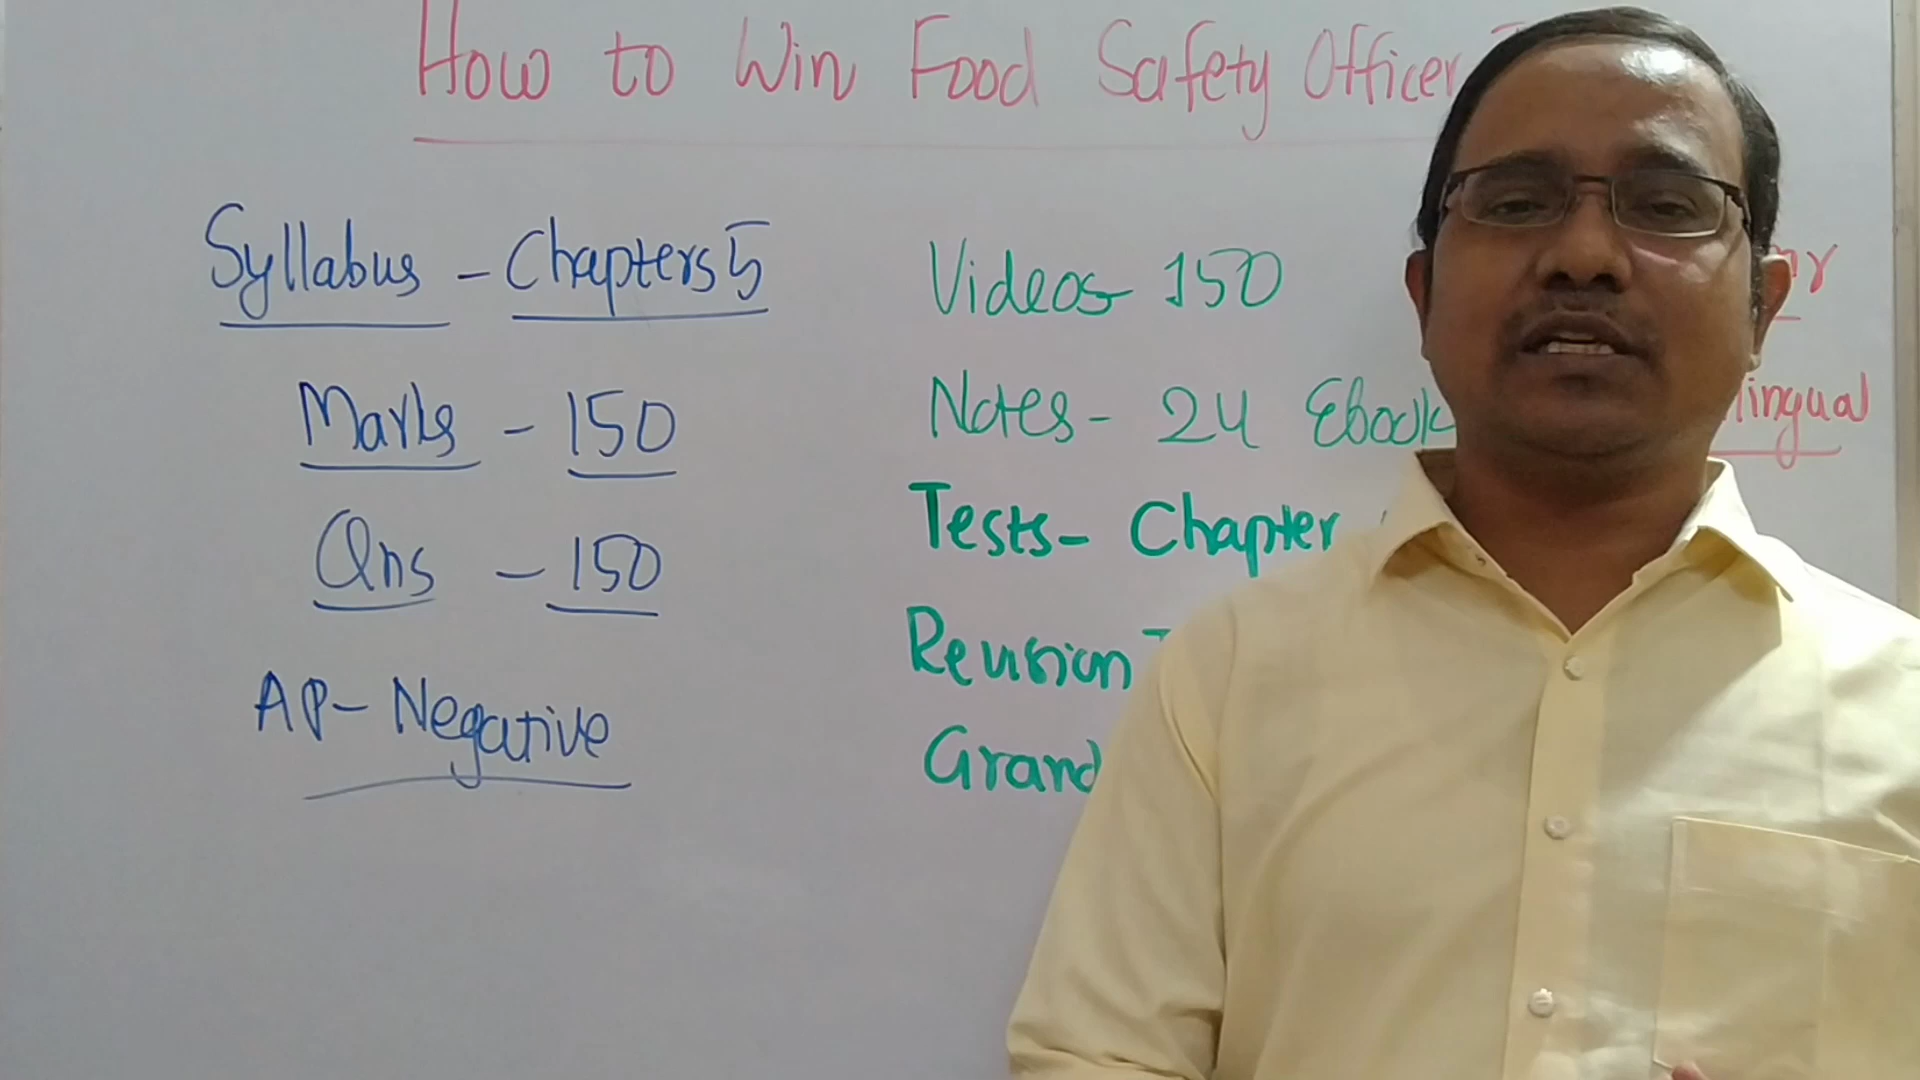 How to Win Food Safety Officer
Syllabus - Chapters 5
Marks - 150
Qns - 150
AP- Negative
Videos- 150
Notes- 24 Ebook
Tests- Chapter
Revision
Grand
lingual